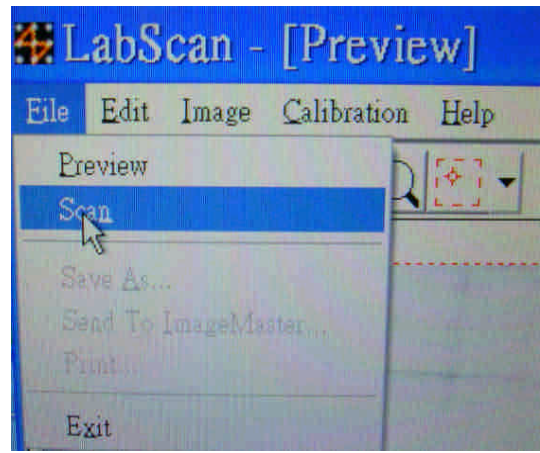 LabScan - [Preview]
File Edit Image Calibration Help
Preview
Scan
Save As...
Send To ImageMaster...
Print...
Exit